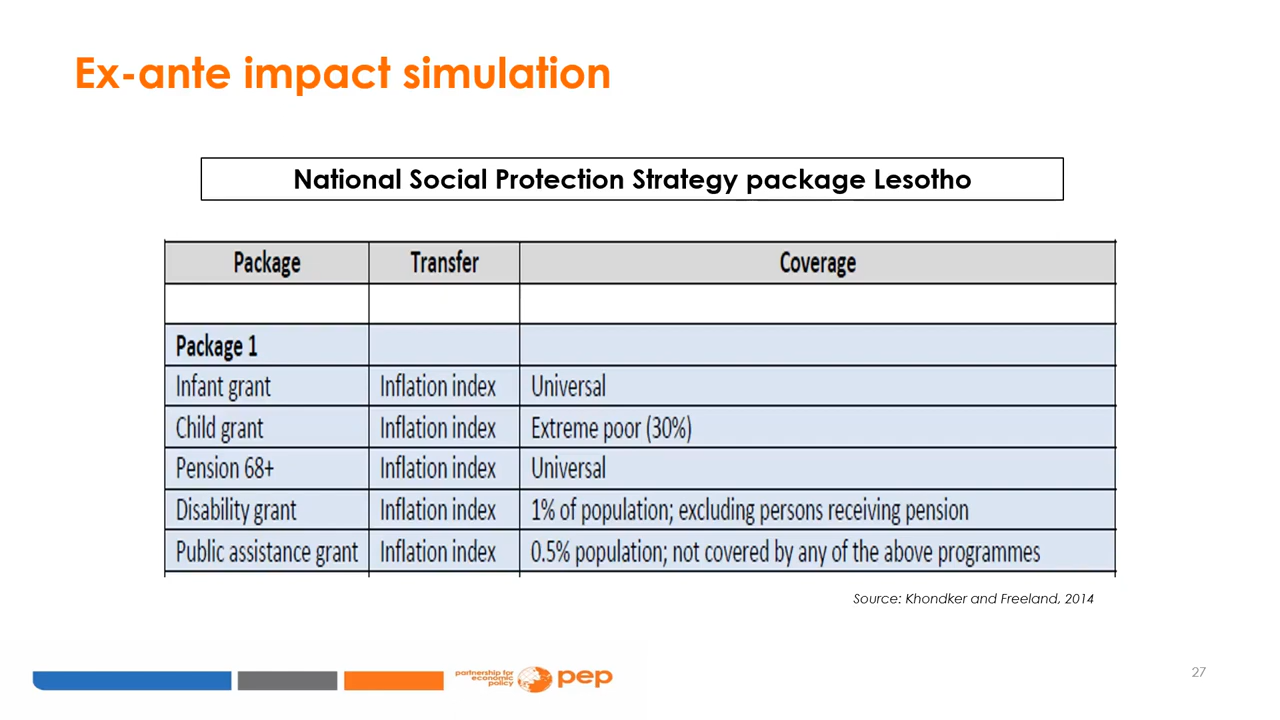 Ex-ante impact simulation
National Social Protection Strategy package Lesotho
Package Transfer Coverage
Package 1
Infant grant Inflation index Universal
Child grant Inflation index Extreme poor (30%)
Pension 68+ Inflation index Universal
Disability grant Inflation index 1% of population; excluding persons receiving pension
Public assistance grant Inflation index 0.5% population; not covered by any of the above programmes
Source: Khondker and Freeland, 2014
partnership for
economic
policy
pep
27